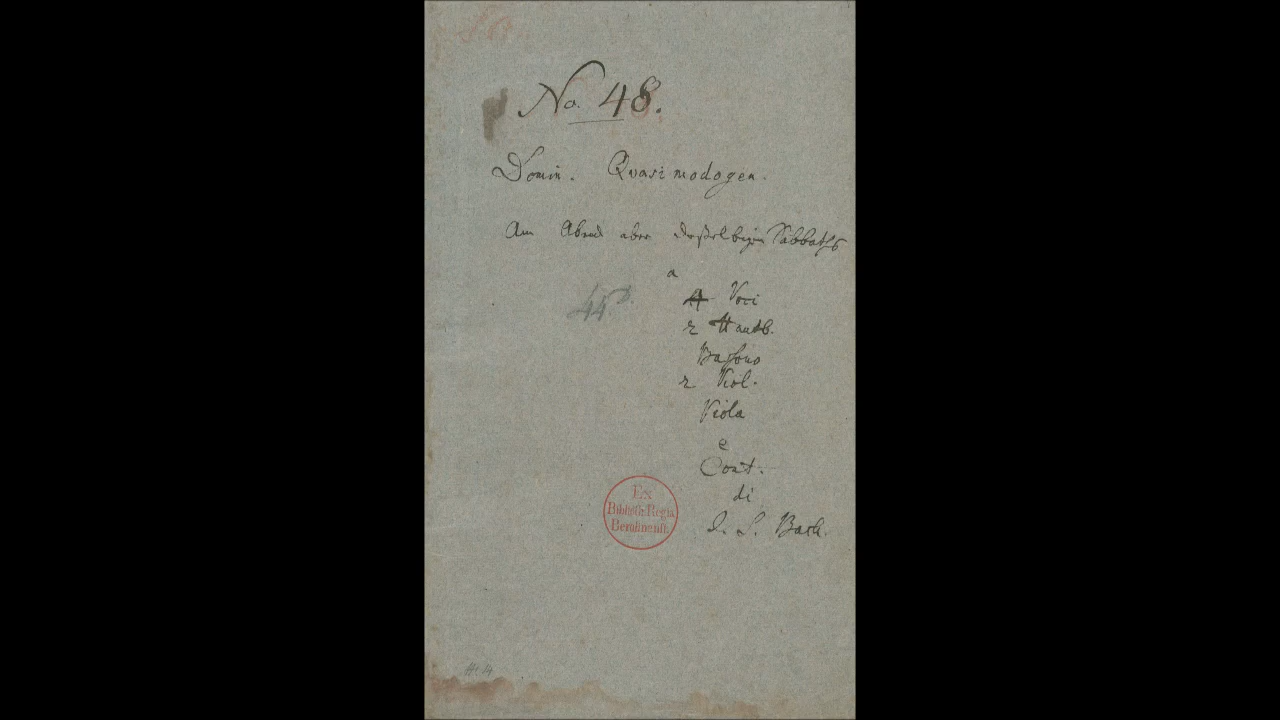 No. 48.
Domin. Quasimodogen.
Am Abend aber desselbigen Sabbaths
a
4 Voci
2 Hautb.
Bassono
2 Viol.
Viola
e
Cont.
di
J. S. Bach.
Ex
Biblioth. Regia
Berolinensi.